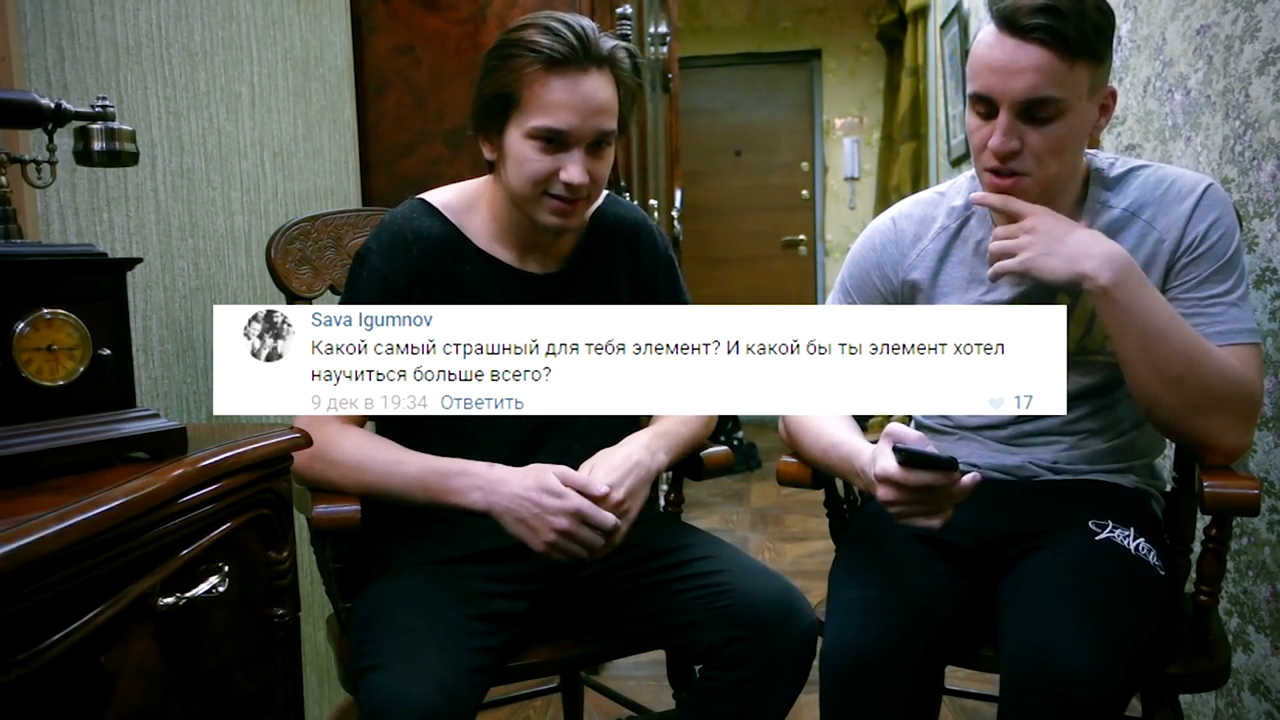 Sava Igumnov
Какой самый страшный для тебя элемент? И какой бы ты элемент хотел
научиться больше всего?
9 дек в 19:34 Ответить 17